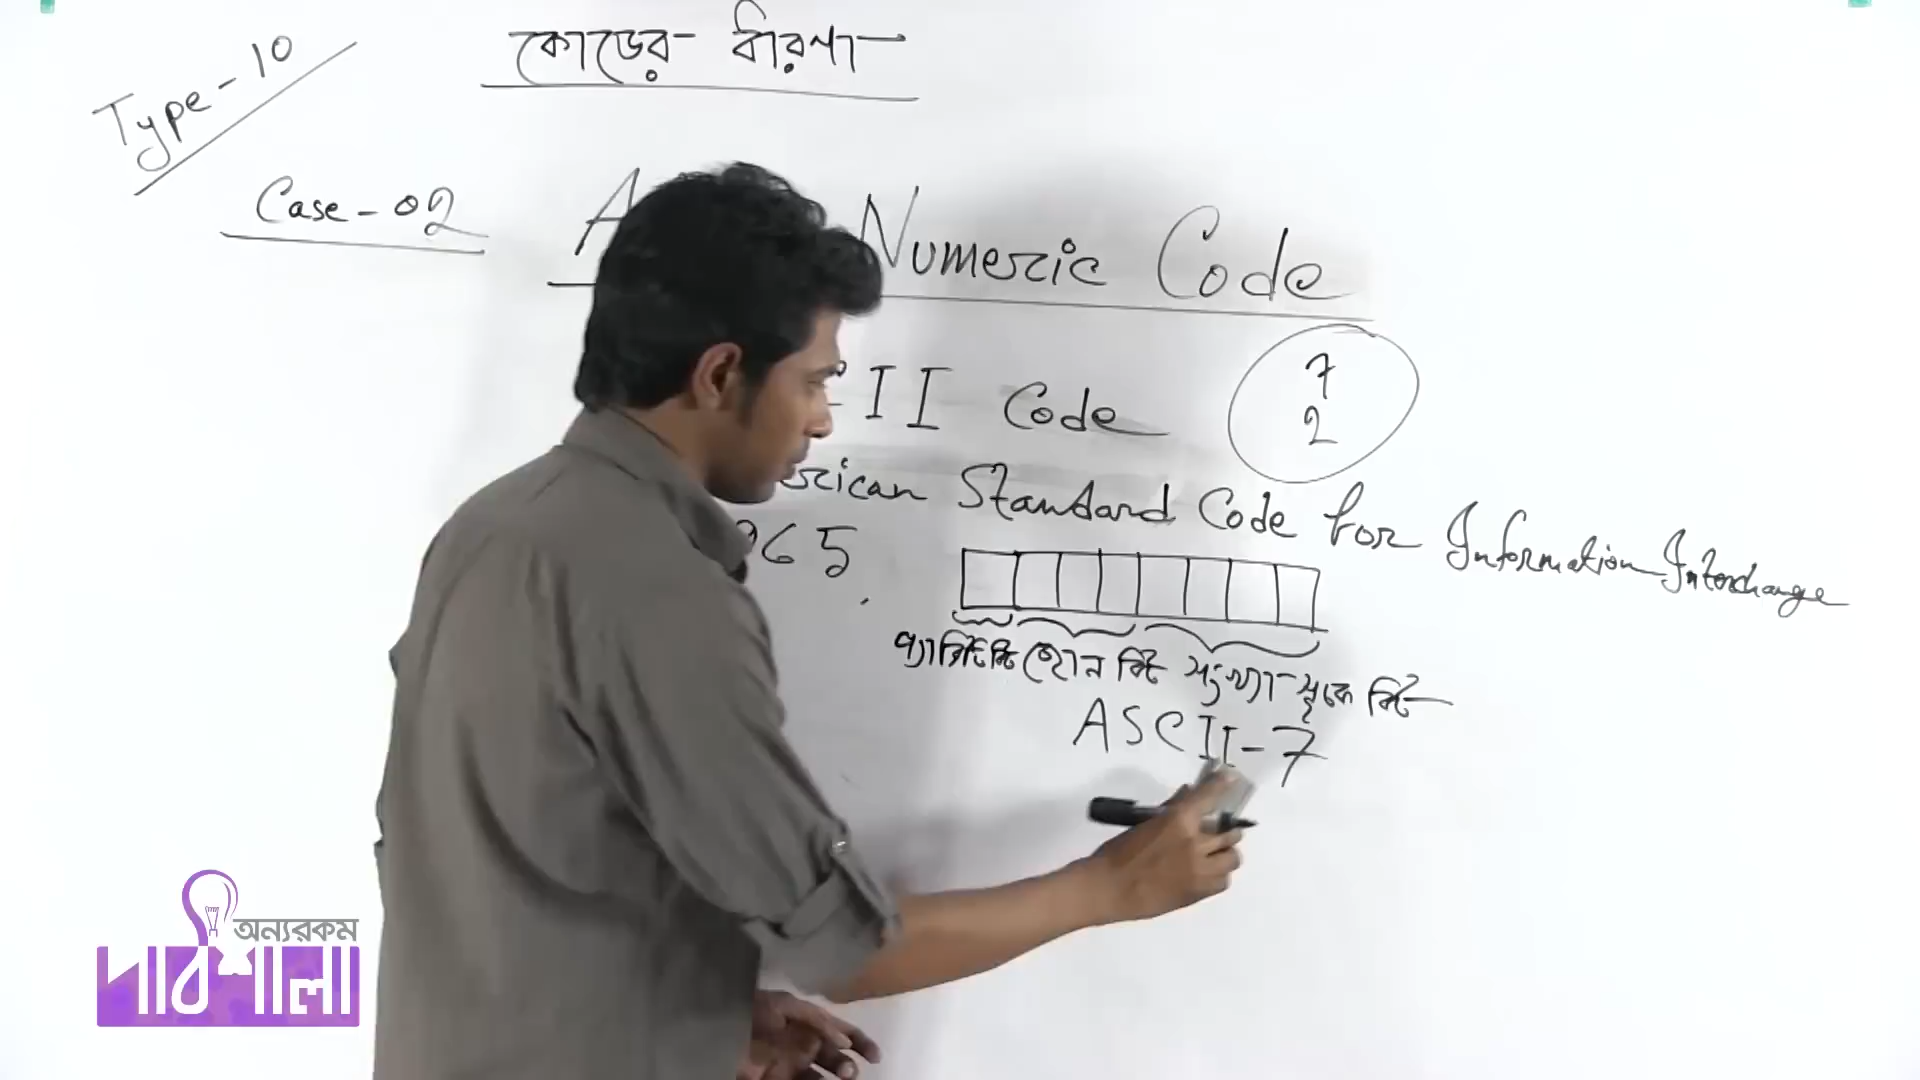 কোডের ধারণা
Type-10
Case-02
Numeric Code
II Code
7
2
Standard Code for Information Interchange
65
প্যারিটি বিট জোন বিট সংখ্যাসূচক বিট
ASCII-7
অন্যরকম
পাঠশালা